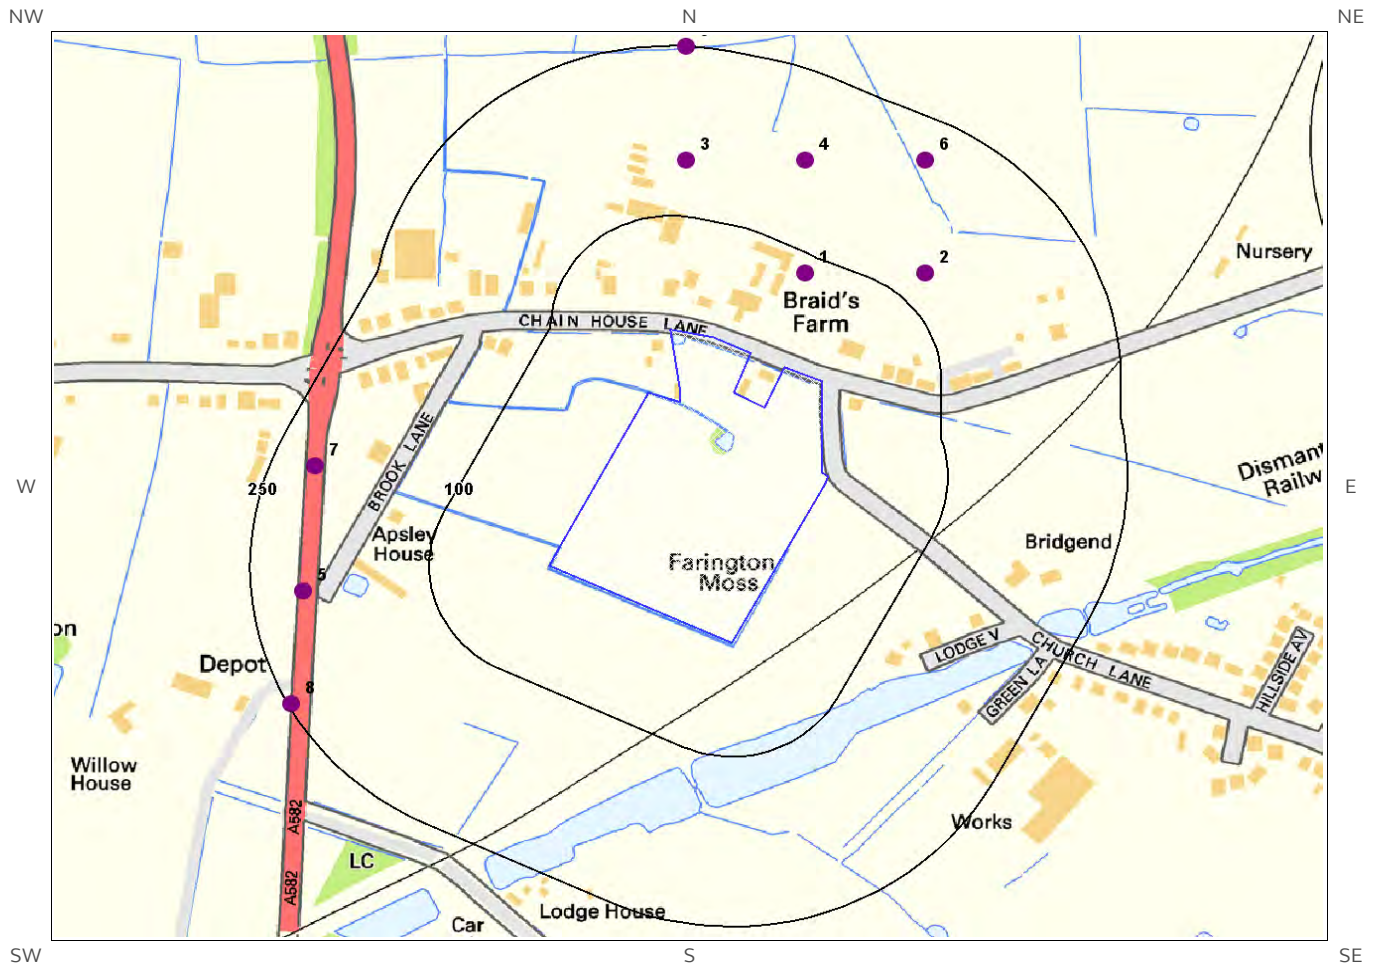 NW
N
NE
3
4
6
Nursery
1
2
Braid's
Farm
CHAIN HOUSE LANE
BROOK LANE
7
250
100
Dismant
Railw
Apsley
House
Bridgend
Farington
Moss
W
E
5
on
Depot
LODGE V
CHURCH LANE
GREEN LA
HILLSIDE AV
8
Willow
House
A582
Works
LC
A582
Car
Lodge House
SW
S
SE